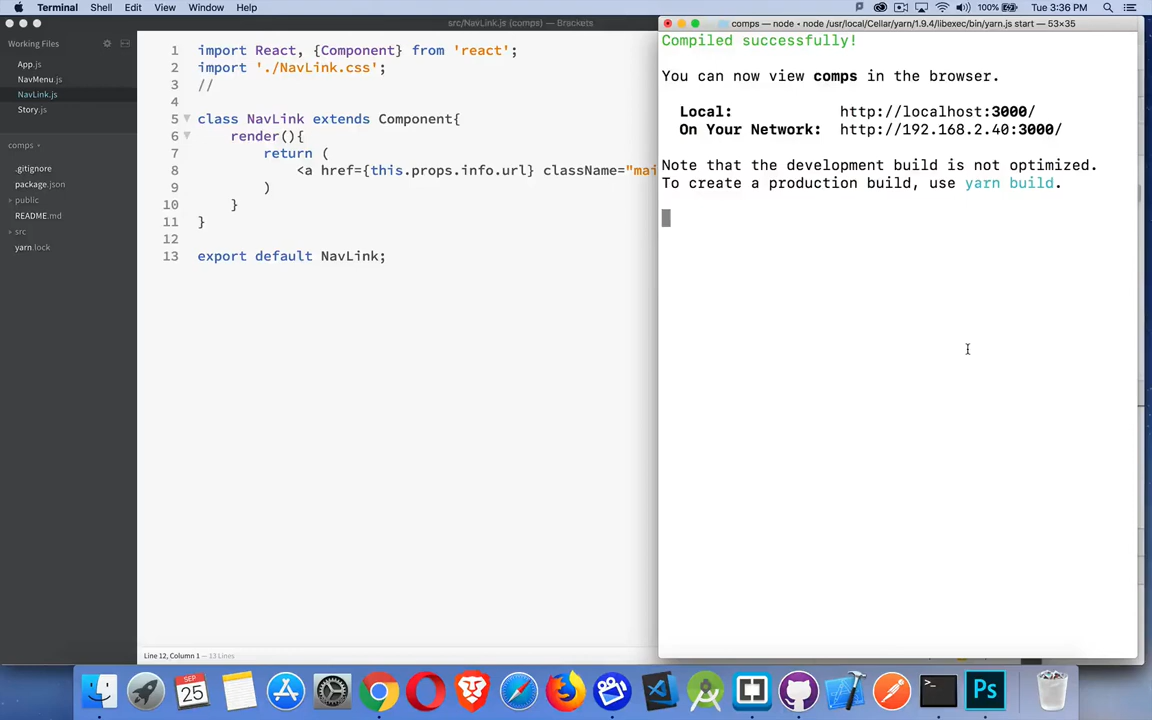 Terminal Shell Edit View Window Help
100% Tue 3:36 PM
src/NavLink.js (comps) — Brackets
Working Files
App.js
NavMenu.js
NavLink.js
Story.js
comps
.gitignore
package.json
public
README.md
src
yarn.lock
1 import React, {Component} from 'react';
2 import './NavLink.css';
3 //
4
5 class NavLink extends Component{
6 render(){
7 return (
8 <a href={this.props.info.url} className="mai
9 )
10 }
11 }
12
13 export default NavLink;
Line 12, Column 1 — 13 Lines
comps — node • node /usr/local/Cellar/yarn/1.9.4/libexec/bin/yarn.js start — 53×35
Compiled successfully!
You can now view comps in the browser.
Local: http://localhost:3000/
On Your Network: http://192.168.2.40:3000/
Note that the development build is not optimized.
To create a production build, use yarn build.
SEP
25
>_
Ps